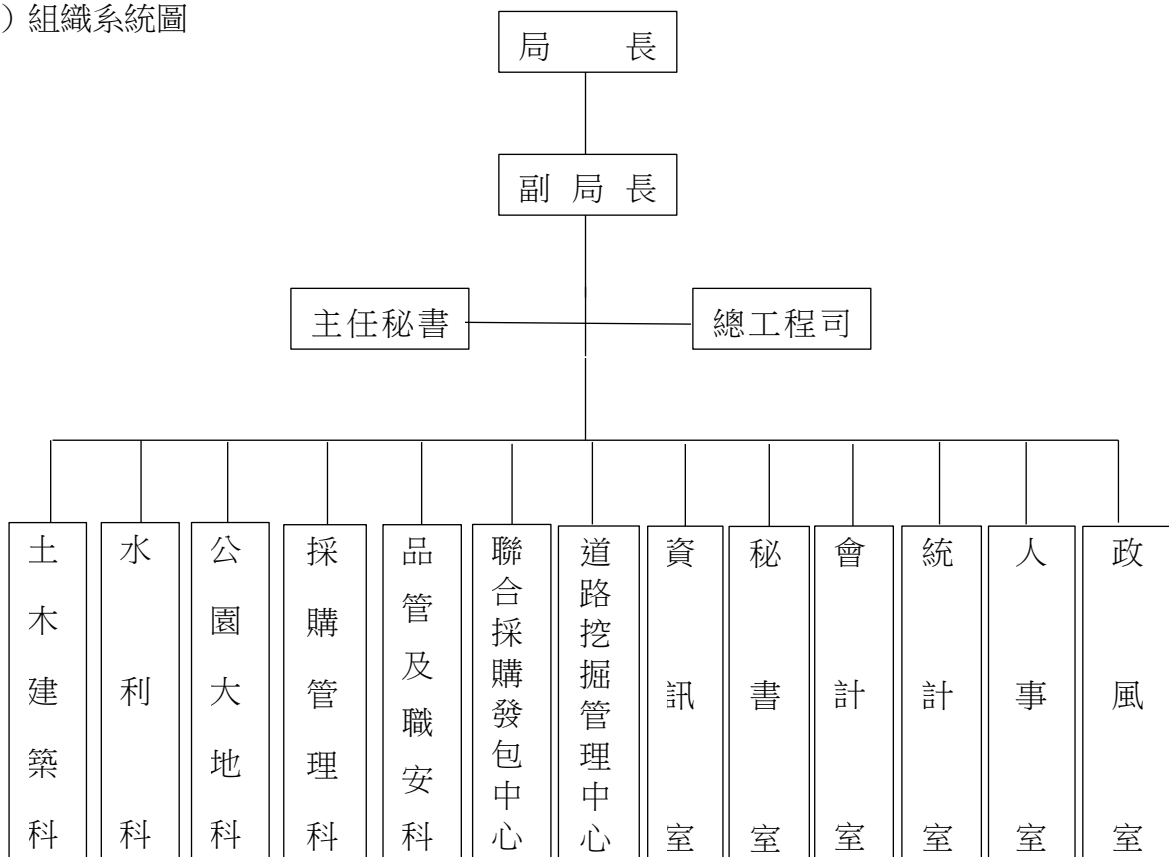 ）組織系統圖
局長
副局長
主任秘書
總工程司
土木建築科
水利科
公園大地科
採購管理科
品管及職安科
聯合採購發包中心
道路挖掘管理中心
資訊室
秘書室
會計室
統計室
人事室
政風室